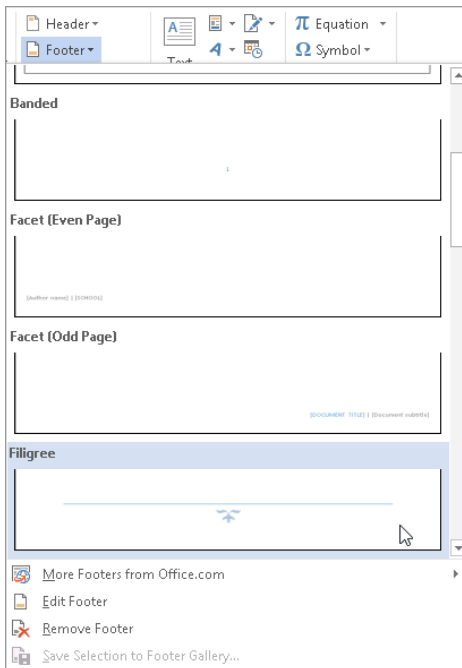 Header
π Equation
Footer
A
A
Ω Symbol
Text
Banded
1
Facet (Even Page)
[Author name] | [SCHOOL]
Facet (Odd Page)
[DOCUMENT TITLE] | [Document subtitle]
Filigree
More Footers from Office.com
Edit Footer
Remove Footer
Save Selection to Footer Gallery...